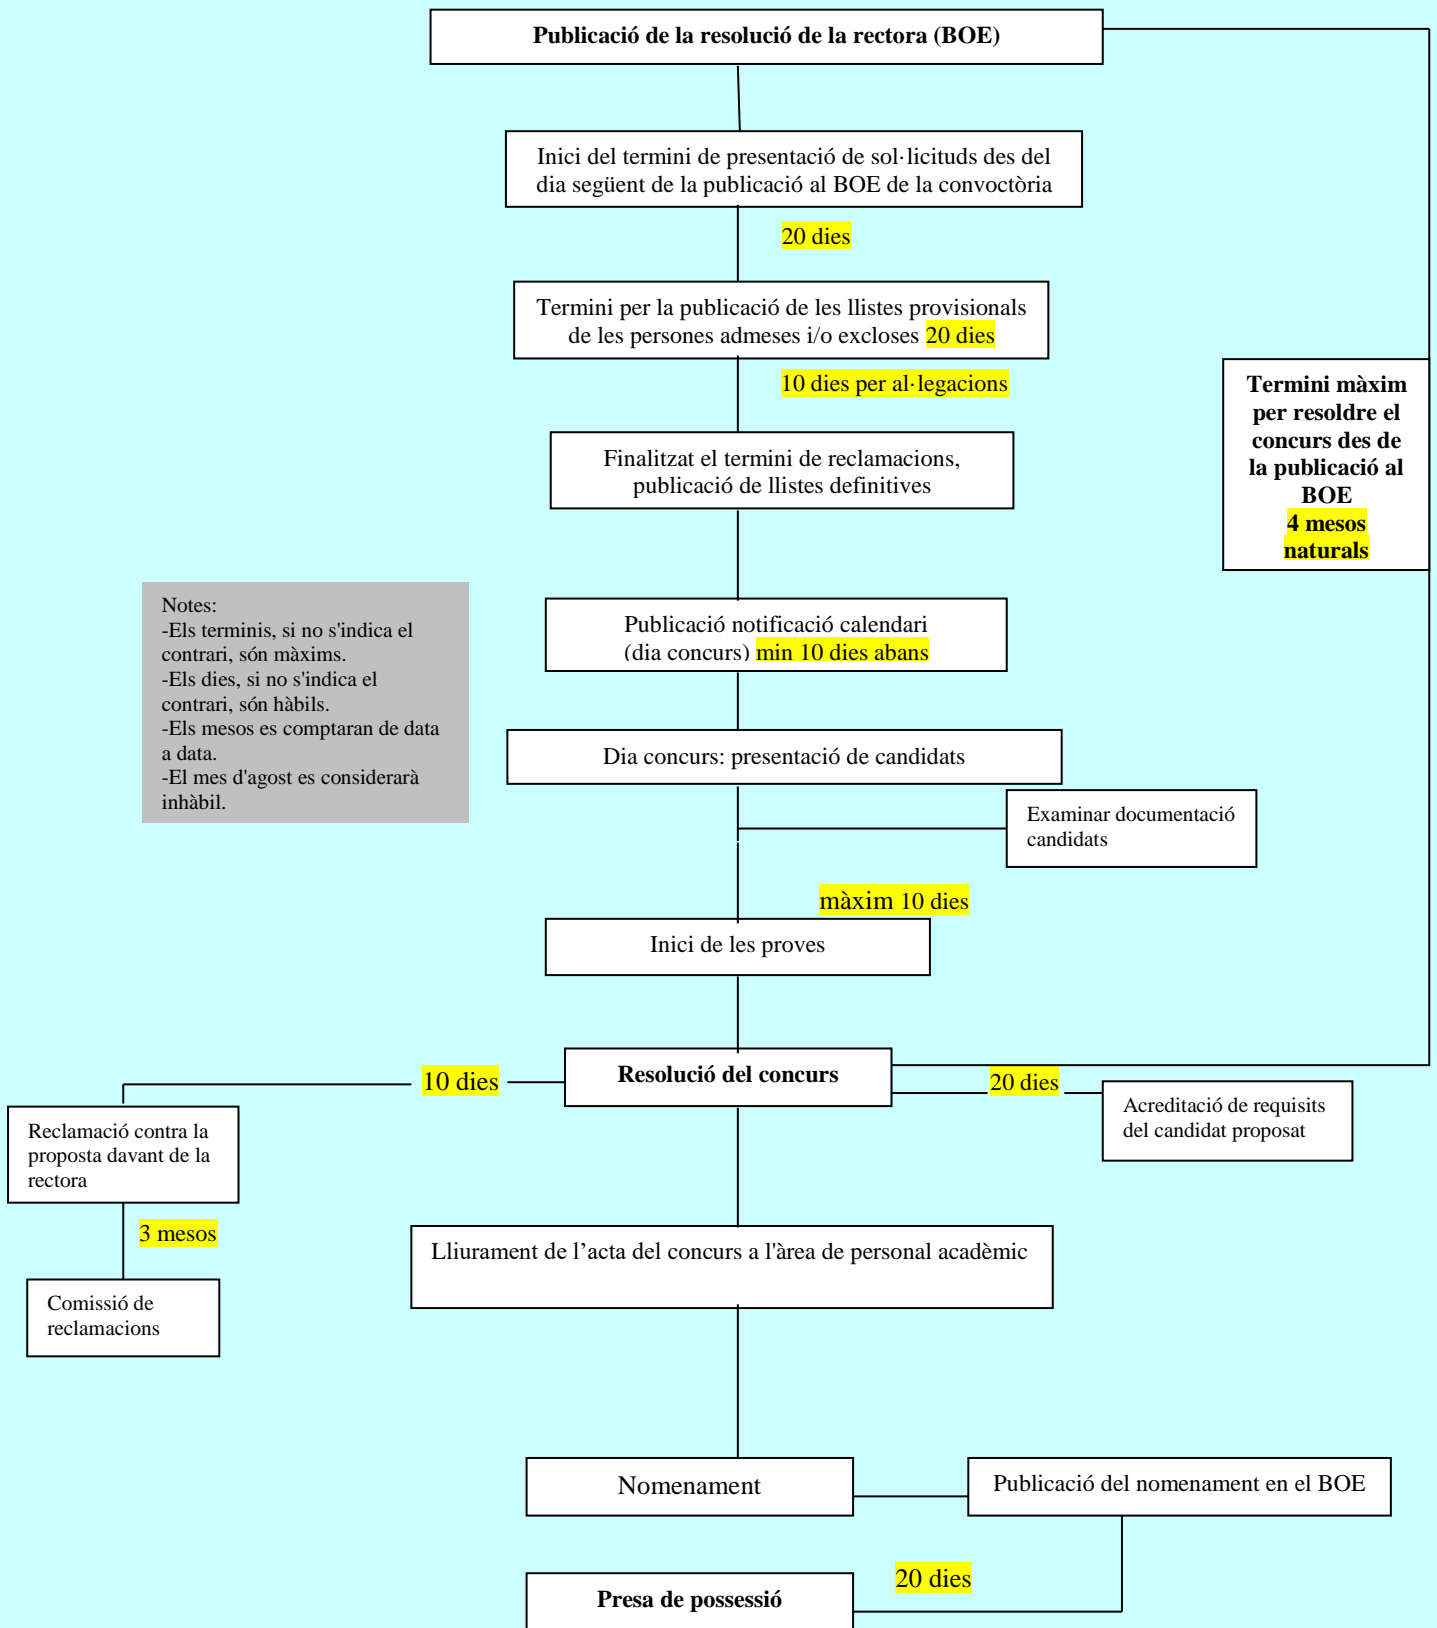 Publicació de la resolució de la rectora (BOE)
Inici del termini de presentació de sol·licituds des del
dia següent de la publicació al BOE de la convoctòria
20 dies
Termini per la publicació de les llistes provisionals
de les persones admeses i/o excloses 20 dies
10 dies per al·legacions
Termini màxim
per resoldre el
concurs des de
la publicació al
BOE
4 mesos
naturals
Finalitzat el termini de reclamacions,
publicació de llistes definitives
Notes:
-Els terminis, si no s'indica el
contrari, són màxims.
-Els dies, si no s'indica el
contrari, són hàbils.
-Els mesos es comptaran de data
a data.
-El mes d'agost es considerarà
inhàbil.
Publicació notificació calendari
(dia concurs) min 10 dies abans
Dia concurs: presentació de candidats
Examinar documentació
candidats
màxim 10 dies
Inici de les proves
Resolució del concurs
10 dies
20 dies
Reclamació contra la
proposta davant de la
rectora
Acreditació de requisits
del candidat proposat
3 mesos
Lliurament de l’acta del concurs a l'àrea de personal acadèmic
Comissió de
reclamacions
Nomenament
Publicació del nomenament en el BOE
20 dies
Presa de possessió